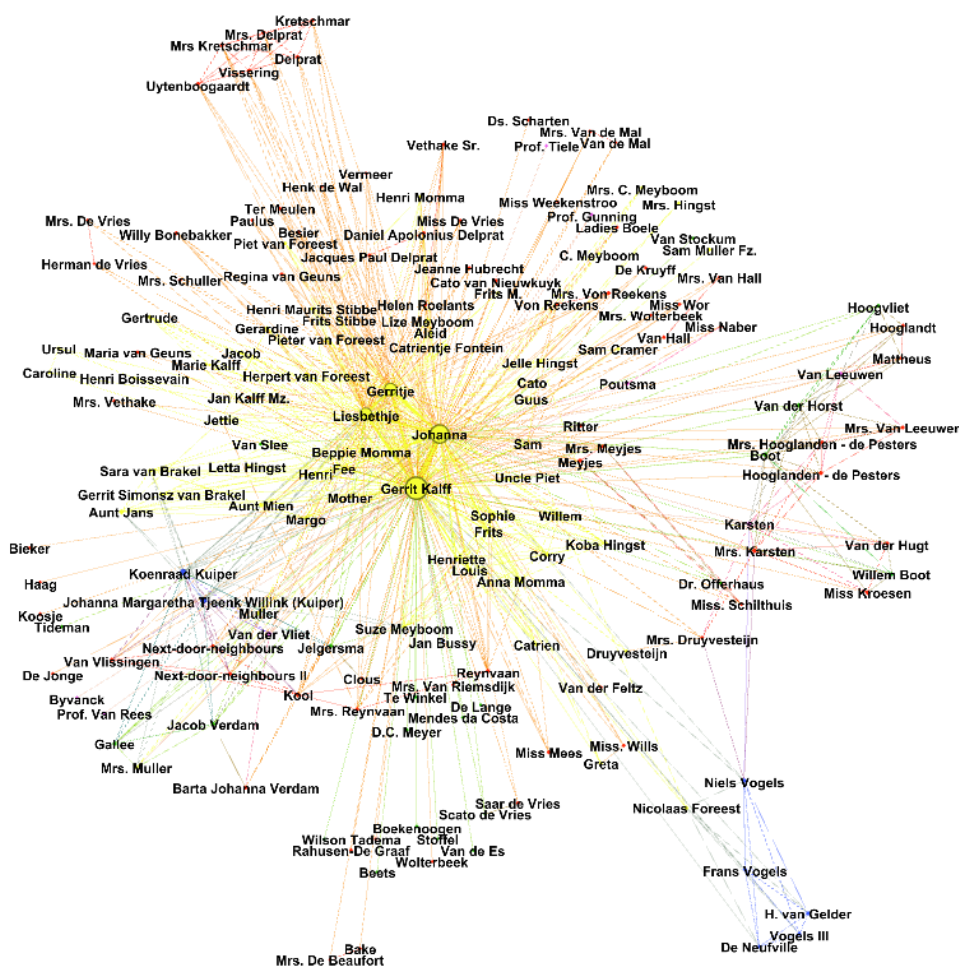 Kretschmar
Mrs. Delprat
Mrs Kretschmar
Delprat
Vissering
Uytenboogaardt
Ds. Scharten
Mrs. Van de Mal
Van de Mal
Prof. Tiele
Vethake Sr.
Vermeer
Henk de Wal
Henri Momma
Mrs. C. Meyboom
Miss Weekenstroo
Mrs. Hingst
Prof. Gunning
Ter Meulen
Miss De Vries
Ladies Boele
Mrs. De Vries
Paulus
Willy Bonebakker
Besier
Daniel Apolonius Delprat
Van Stockum
Piet van Foreest
Sam Muller Fz.
Jacques Paul Delprat
C. Meyboom
Herman de Vries
Jeanne Hubrecht
De Kruyff
Mrs. Schuller
Regina van Geuns
Cato van Nieuwkuyk
Mrs. Van Hall
Frits M.
Mrs. Von Reekens
Henri Maurits Stibbe
Helen Roelants
Von Reekens
Miss Wor
Hoogvliet
Gertrude
Frits Stibbe
Lize Meyboom
Mrs. Wolterbeek
Gerardine
Aleid
Miss Naber
Hooglandt
Pieter van Foreest
Van Hall
Ursul
Maria van Geuns
Jacob
Catrientje Fontein
Sam Cramer
Mattheus
Marie Kalff
Jelle Hingst
Caroline
Henri Boissevain
Herpert van Foreest
Van Leeuwen
Gerritje
Cato
Poutsma
Mrs. Vethake
Jan Kalff Mz.
Guus
Van der Horst
Jettie
Liesbethje
Ritter
Mrs. Van Leeuwer
Johanna
Van Slee
Sam
Mrs. Meyjes
Mrs. Hooglanden - de Pesters
Beppie Momma
Meyjes
Boot
Sara van Brakel
Letta Hingst
Fee
Henri
Uncle Piet
Hooglanden - de Pesters
Gerrit Kalff
Gerrit Simonsz van Brakel
Mother
Aunt Jans
Aunt Mien
Margo
Sophie
Willem
Karsten
Frits
Bieker
Koba Hingst
Mrs. Karsten
Van der Hugt
Henriette
Corry
Koenraad Kuiper
Louis
Willem Boot
Haag
Anna Momma
Dr. Offerhaus
Miss Kroesen
Johanna Margaretha Tjeenk Willink (Kuiper)
Miss. Schilthuis
Koosje
Muller
Tideman
Suze Meyboom
Van der Vliet
Mrs. Druyvesteijn
Next-door-neighbours
Jelgersma
Jan Bussy
Catrien
Druyvesteijn
Van Vlissingen
De Jonge
Next-door-neighbours II
Clous
Reynvaan
Mrs. Van Riemsdijk
Van der Feltz
Byvanck
Kool
Te Winkel
Prof. Van Rees
De Lange
Mrs. Reynvaan
Mendes da Costa
Jacob Verdam
D.C. Meyer
Gallee
Miss Mees
Miss. Wills
Mrs. Muller
Greta
Niels Vogels
Barta Johanna Verdam
Saar de Vries
Nicolaas Foreest
Scato de Vries
Boekenoogen
Wilson Tadema
Stoffel
Rahusen-De Graaf
Van de Es
Wolterbeek
Beets
Frans Vogels
H. van Gelder
Vogels III
De Neufville
Bake
Mrs. De Beaufort